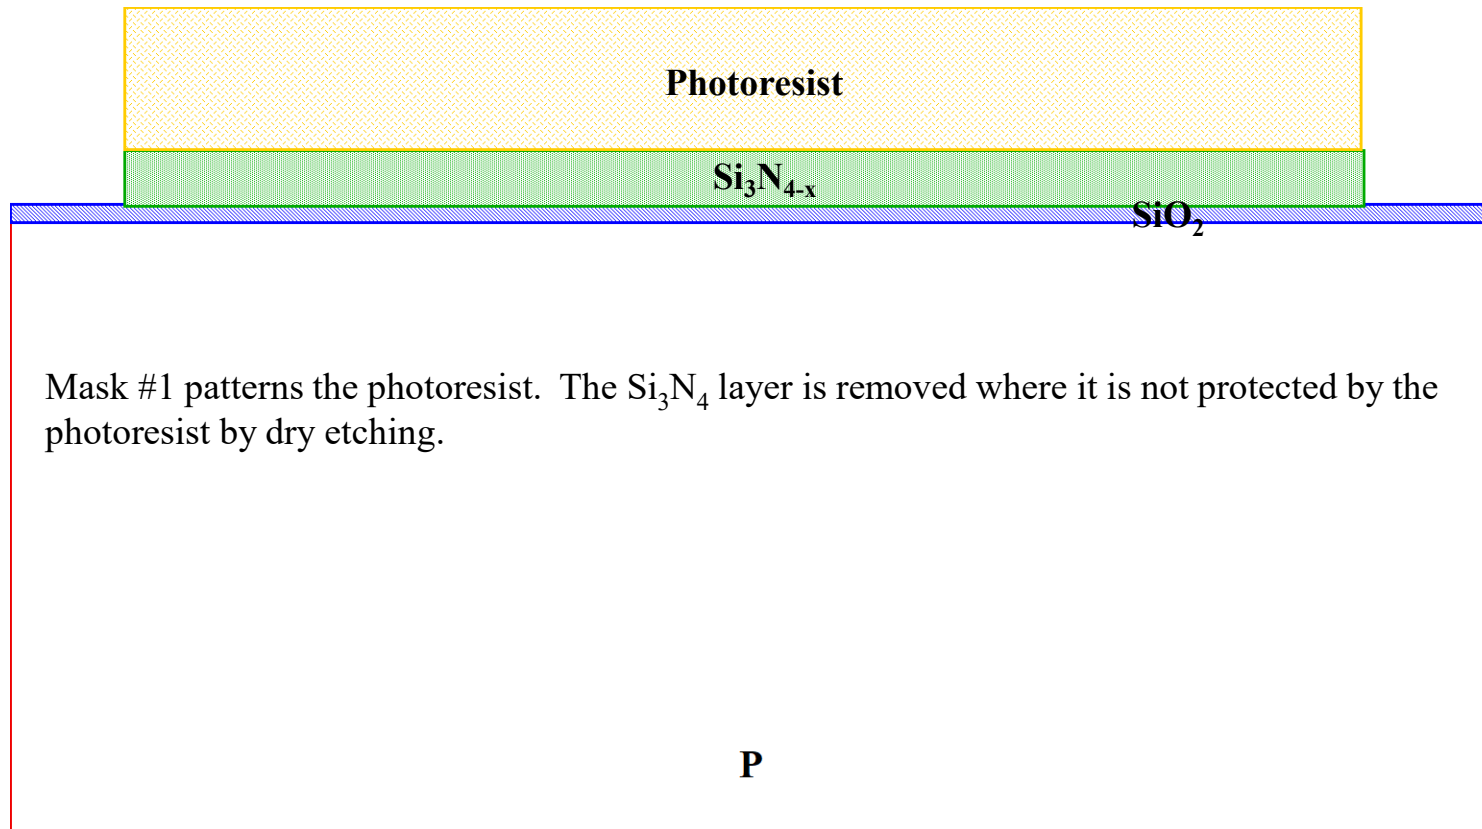 Photoresist
Si₃N₄₋ₓ
SiO₂
Mask #1 patterns the photoresist.  The Si₃N₄ layer is removed where it is not protected by the
photoresist by dry etching.
P